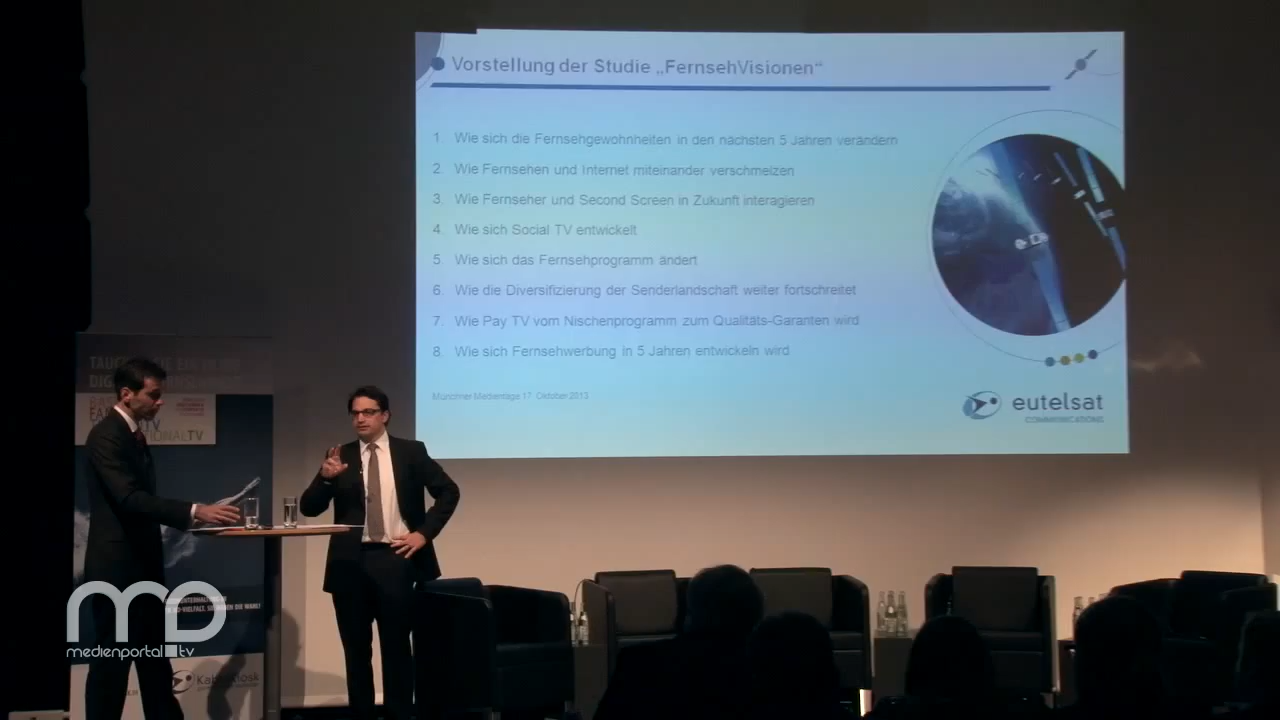 Vorstellung der Studie „FernsehVisionen“
1. Wie sich die Fernsehgewohnheiten in den nächsten 5 Jahren verändern
2. Wie Fernsehen und Internet miteinander verschmelzen
3. Wie Fernseher und Second Screen in Zukunft interagieren
4. Wie sich Social TV entwickelt
5. Wie sich das Fernsehprogramm ändert
6. Wie die Diversifizierung der Senderlandschaft weiter fortschreitet
7. Wie Pay TV vom Nischenprogramm zum Qualitäts-Garanten wird
8. Wie sich Fernsehwerbung in 5 Jahren entwickeln wird
Münchner Medientage 17. Oktober 2013
eutelsat
COMMUNICATIONS
MD
medienportal tv